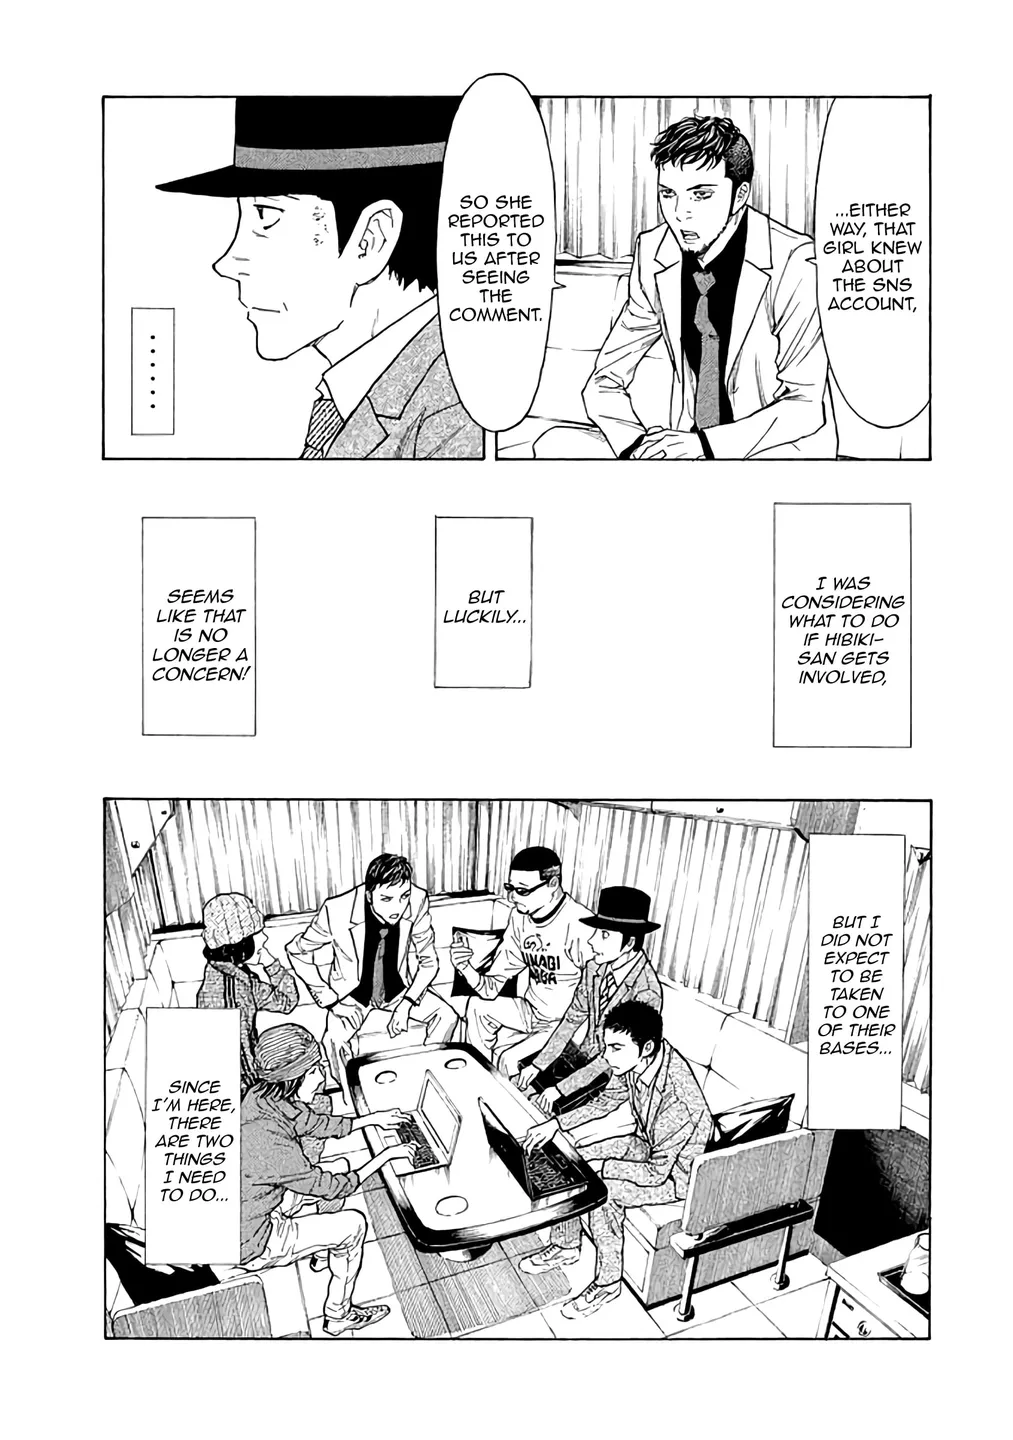 ...EITHER
WAY, THAT
GIRL KNEW
ABOUT
THE SNS
ACCOUNT,
SO SHE
REPORTED
THIS TO
US AFTER
SEEING
THE
COMMENT.
......
I WAS
CONSIDERING
WHAT TO DO
IF HIBIKI-
SAN GETS
INVOLVED,
BUT
LUCKILY...
SEEMS
LIKE THAT
IS NO
LONGER A
CONCERN!
BUT I
DID NOT
EXPECT
TO BE
TAKEN
TO ONE
OF THEIR
BASES...
SINCE
I'M HERE,
THERE
ARE TWO
THINGS
I NEED
TO DO...